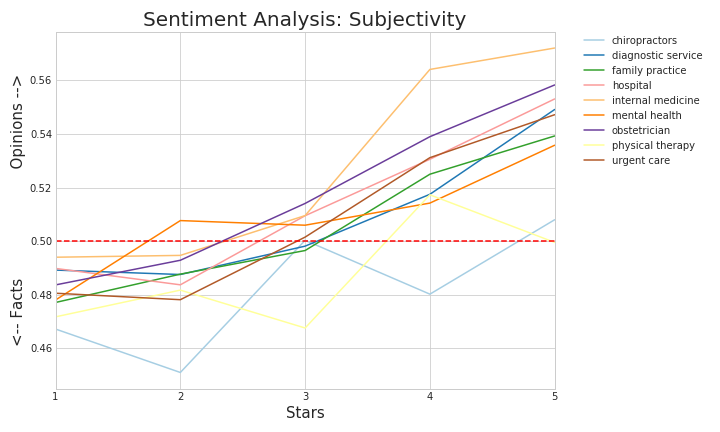 Sentiment Analysis: Subjectivity
<-- Facts      Opinions -->
0.56
0.54
0.52
0.50
0.48
0.46
1 2 3 4 5
Stars
chiropractors
diagnostic service
family practice
hospital
internal medicine
mental health
obstetrician
physical therapy
urgent care